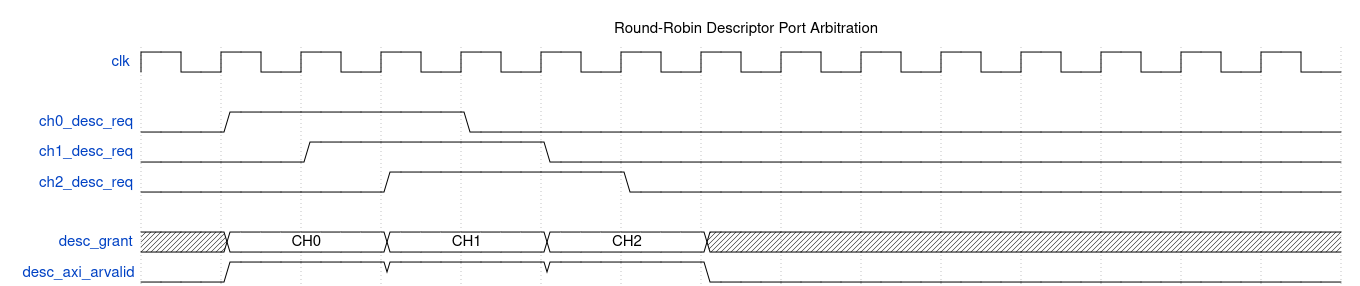 Round-Robin Descriptor Port Arbitration
clk
ch0_desc_req
ch1_desc_req
ch2_desc_req
desc_grant CH0 CH1 CH2
desc_axi_arvalid